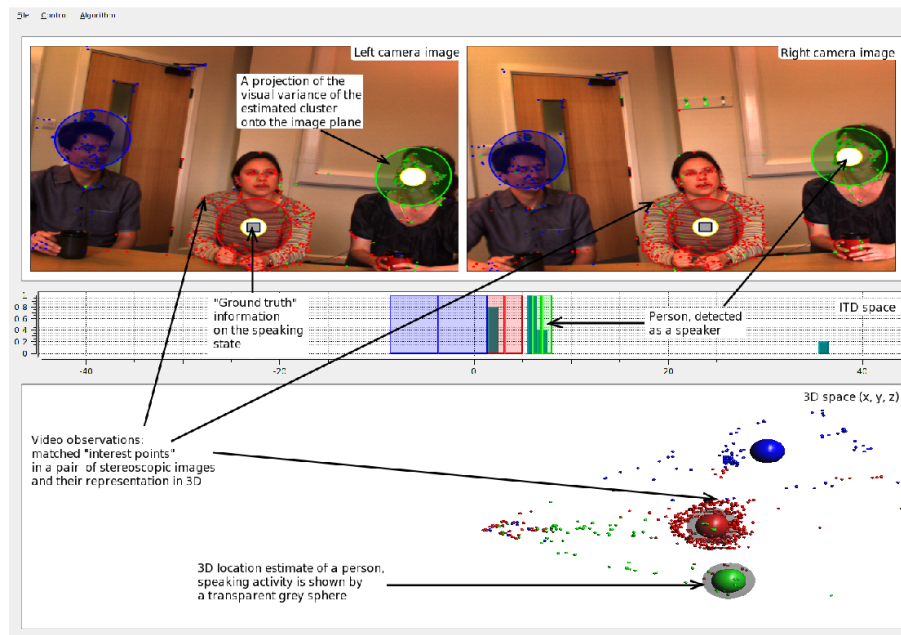 File Control Algorithm
Left camera image
Right camera image
A projection of the
visual variance of the
estimated cluster
onto the image plane
1
0.8
0.6
0.4
0.2
0
"Ground truth"
information
on the speaking
state
Person, detected
as a speaker
ITD space
-40 -20 0 20 40
3D space (x, y, z)
Video observations:
matched "interest points"
in a pair of stereoscopic images
and their representation in 3D
3D location estimate of a person,
speaking activity is shown by
a transparent grey sphere